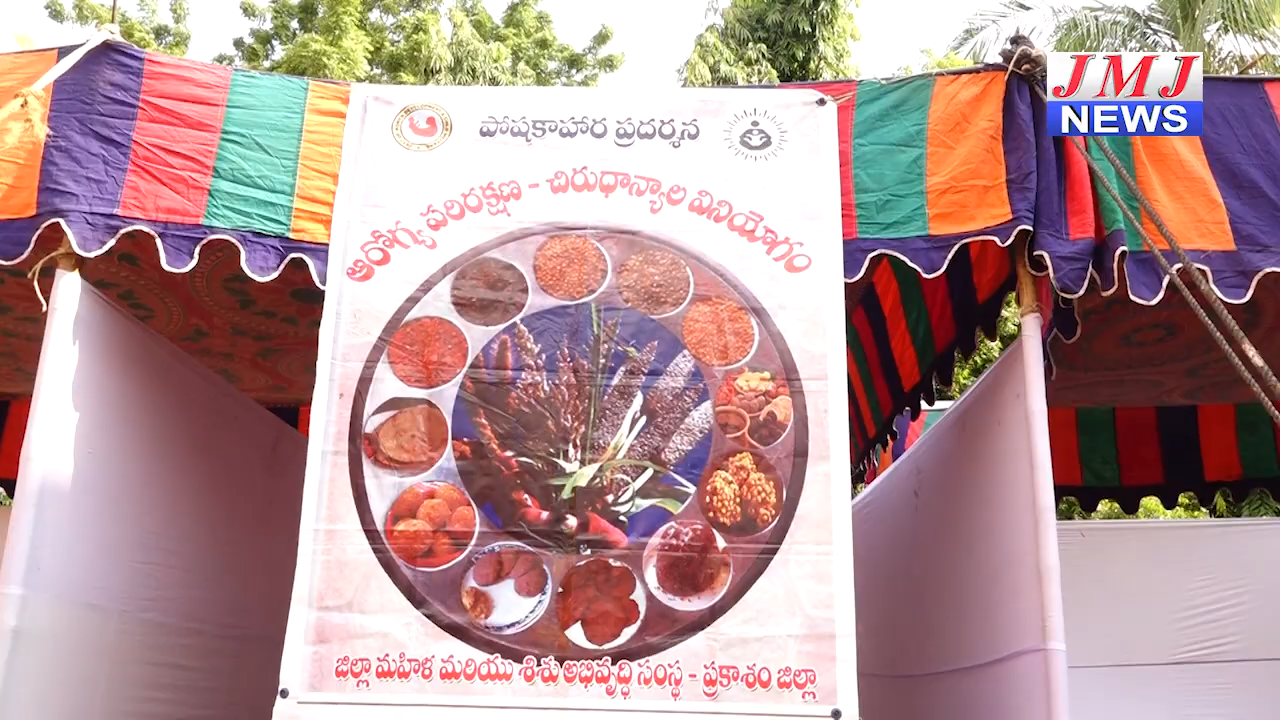 JMJ
NEWS
పోషకాహార ప్రదర్శన
ఆరోగ్య పరిరక్షణ - చిరుధాన్యాల వినియోగం
జిల్లా మహిళ మరియు శిశు అభివృద్ధి సంస్థ - ప్రకాశం జిల్లా